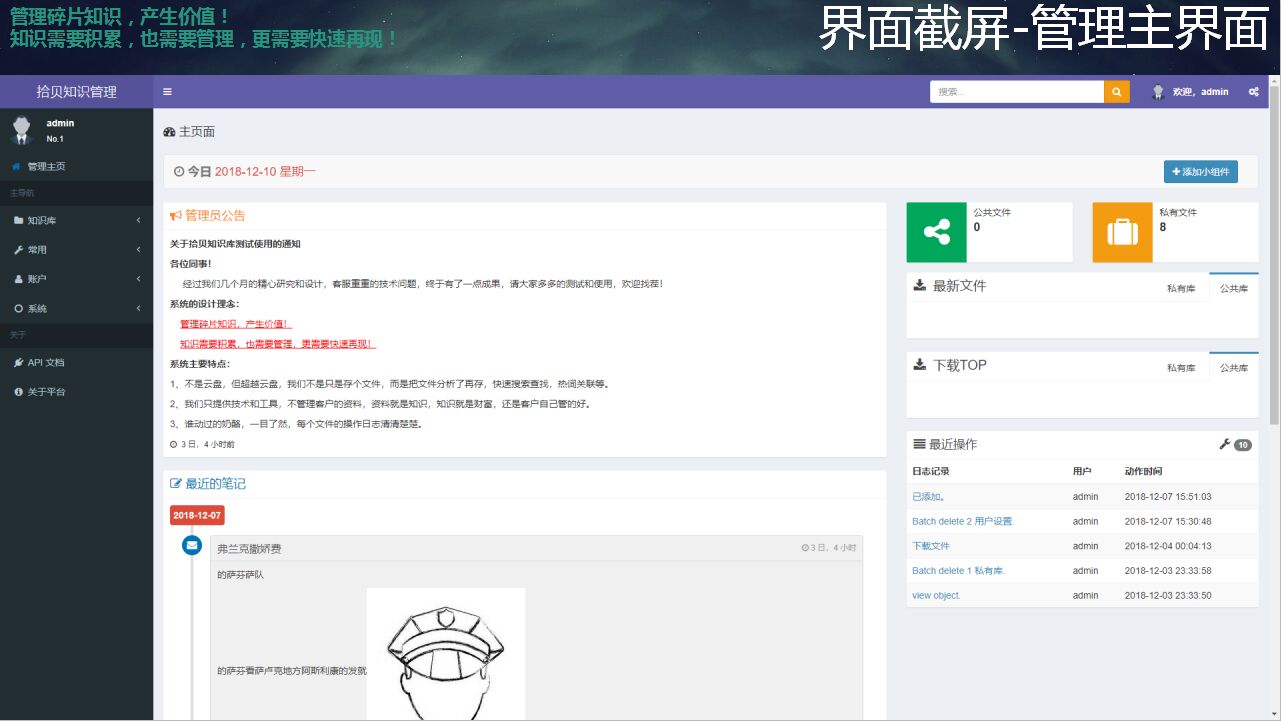 管理碎片知识，产生价值！
知识需要积累，也需要管理，更需要快速再现！
界面截屏-管理主界面
拾贝知识管理
搜索...
欢迎，admin
admin
No.1
管理主页
主导航
知识库
常用
账户
系统
关于
API 文档
关于平台
主页面
今日 2018-12-10 星期一
添加小组件
管理员公告
关于拾贝知识库测试使用的通知
各位同事！
经过我们几个月的精心研究和设计，客服重重的技术问题，终于有了一点成果，请大家多多的测试和使用，欢迎找茬！
系统的设计理念：
管理碎片知识，产生价值！
知识需要积累，也需要管理，更需要快速再现！
系统主要特点：
1、不是云盘，但超越云盘，我们不是只是存个文件，而是把文件分析了再存，快速搜索查找，热词关联等。
2、我们只提供技术和工具，不管理客户的资料，资料就是知识，知识就是财富，还是客户自己管的好。
3、谁动过的奶酪，一目了然，每个文件的操作日志清清楚楚。
3 日，4 小时前
最近的笔记
2018-12-07
弗兰克撒娇费
3 日，4 小时
的萨芬萨队
的萨芬看萨卢克地方阿斯利康的发就
公共文件
0
私有文件
8
最新文件
私有库
公共库
下载TOP
私有库
公共库
最近操作
10
日志记录 用户 动作时间
已添加。 admin 2018-12-07 15:51:03
Batch delete 2 用户设置. admin 2018-12-07 15:30:48
下载文件 admin 2018-12-04 00:04:13
Batch delete 1 私有库. admin 2018-12-03 23:33:58
view object. admin 2018-12-03 23:33:50